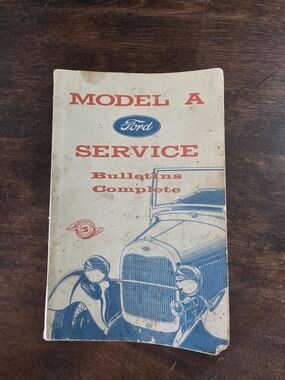 MODEL A
Ford
SERVICE
Bulletins
Complete